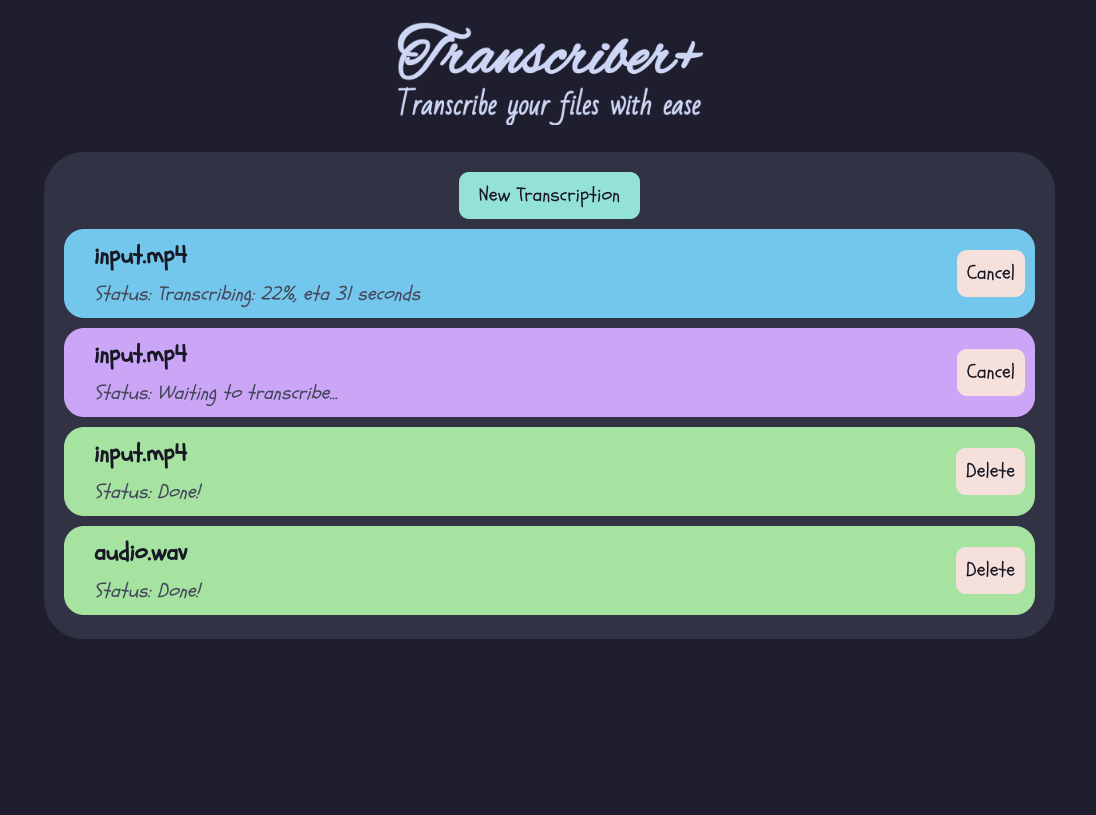 Transcriber+
Transcribe your files with ease
New Transcription
input.mp4
Status: Transcribing: 22%, eta 31 seconds
Cancel
input.mp4
Status: Waiting to transcribe...
Cancel
input.mp4
Status: Done!
Delete
audio.wav
Status: Done!
Delete